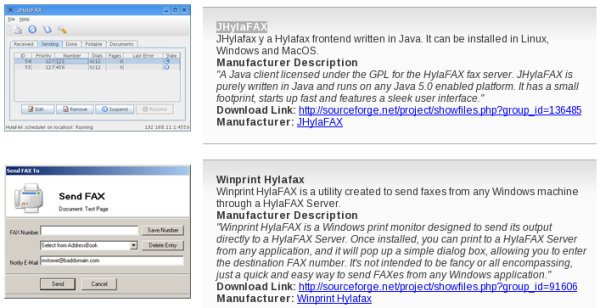 JHylaFAX
Received Sending Done Pollable Documents
ID Priority Number Dials Pages Last Error State
54 127 123 0/12
55 127 456 0/12
Edit... Remove Suspend Resume
HylaFAX scheduler on localhost: Running 192.168.11.1:4559
JHylaFAX
JHylafax y a Hylafax frontend written in Java. It can be installed in Linux,
Windows and MacOS.
Manufacturer Description
"A Java client licensed under the GPL for the HylaFAX fax server. JHylaFAX is
purely written in Java and runs on any Java 5.0 enabled platform. It has a small
footprint, starts up fast and features a sleek user interface."
Download Link: http://sourceforge.net/project/showfiles.php?group_id=136485
Manufacturer: JHylaFAX
Send FAX To
Send FAX
Document: Test Page
FAX Number Save Number
Select from AddressBook Delete Entry
Notify E-Mail mstowe@baddomain.com
Send Cancel
Winprint Hylafax
Winprint HylaFAX is a utility created to send faxes from any Windows machine
through a HylaFAX Server.
Manufacturer Description
"Winprint HylaFAX is a Windows print monitor designed to send its output
directly to a HylaFAX Server. Once installed, you can print to a HylaFAX Server
from any application, and it will pop up a simple dialog box, allowing you to enter
the destination FAX number. It's not intended to be fancy or all encompassing,
just a quick and easy way to send FAXes from any Windows application."
Download Link: http://sourceforge.net/project/showfiles.php?group_id=91606
Manufacturer: Winprint Hylafax